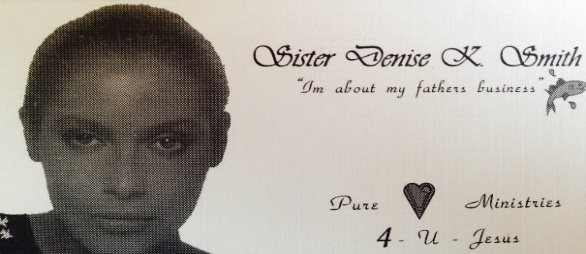 Sister Denise K. Smith
"Im about my fathers business"
Pure Ministries
4 - U - Jesus